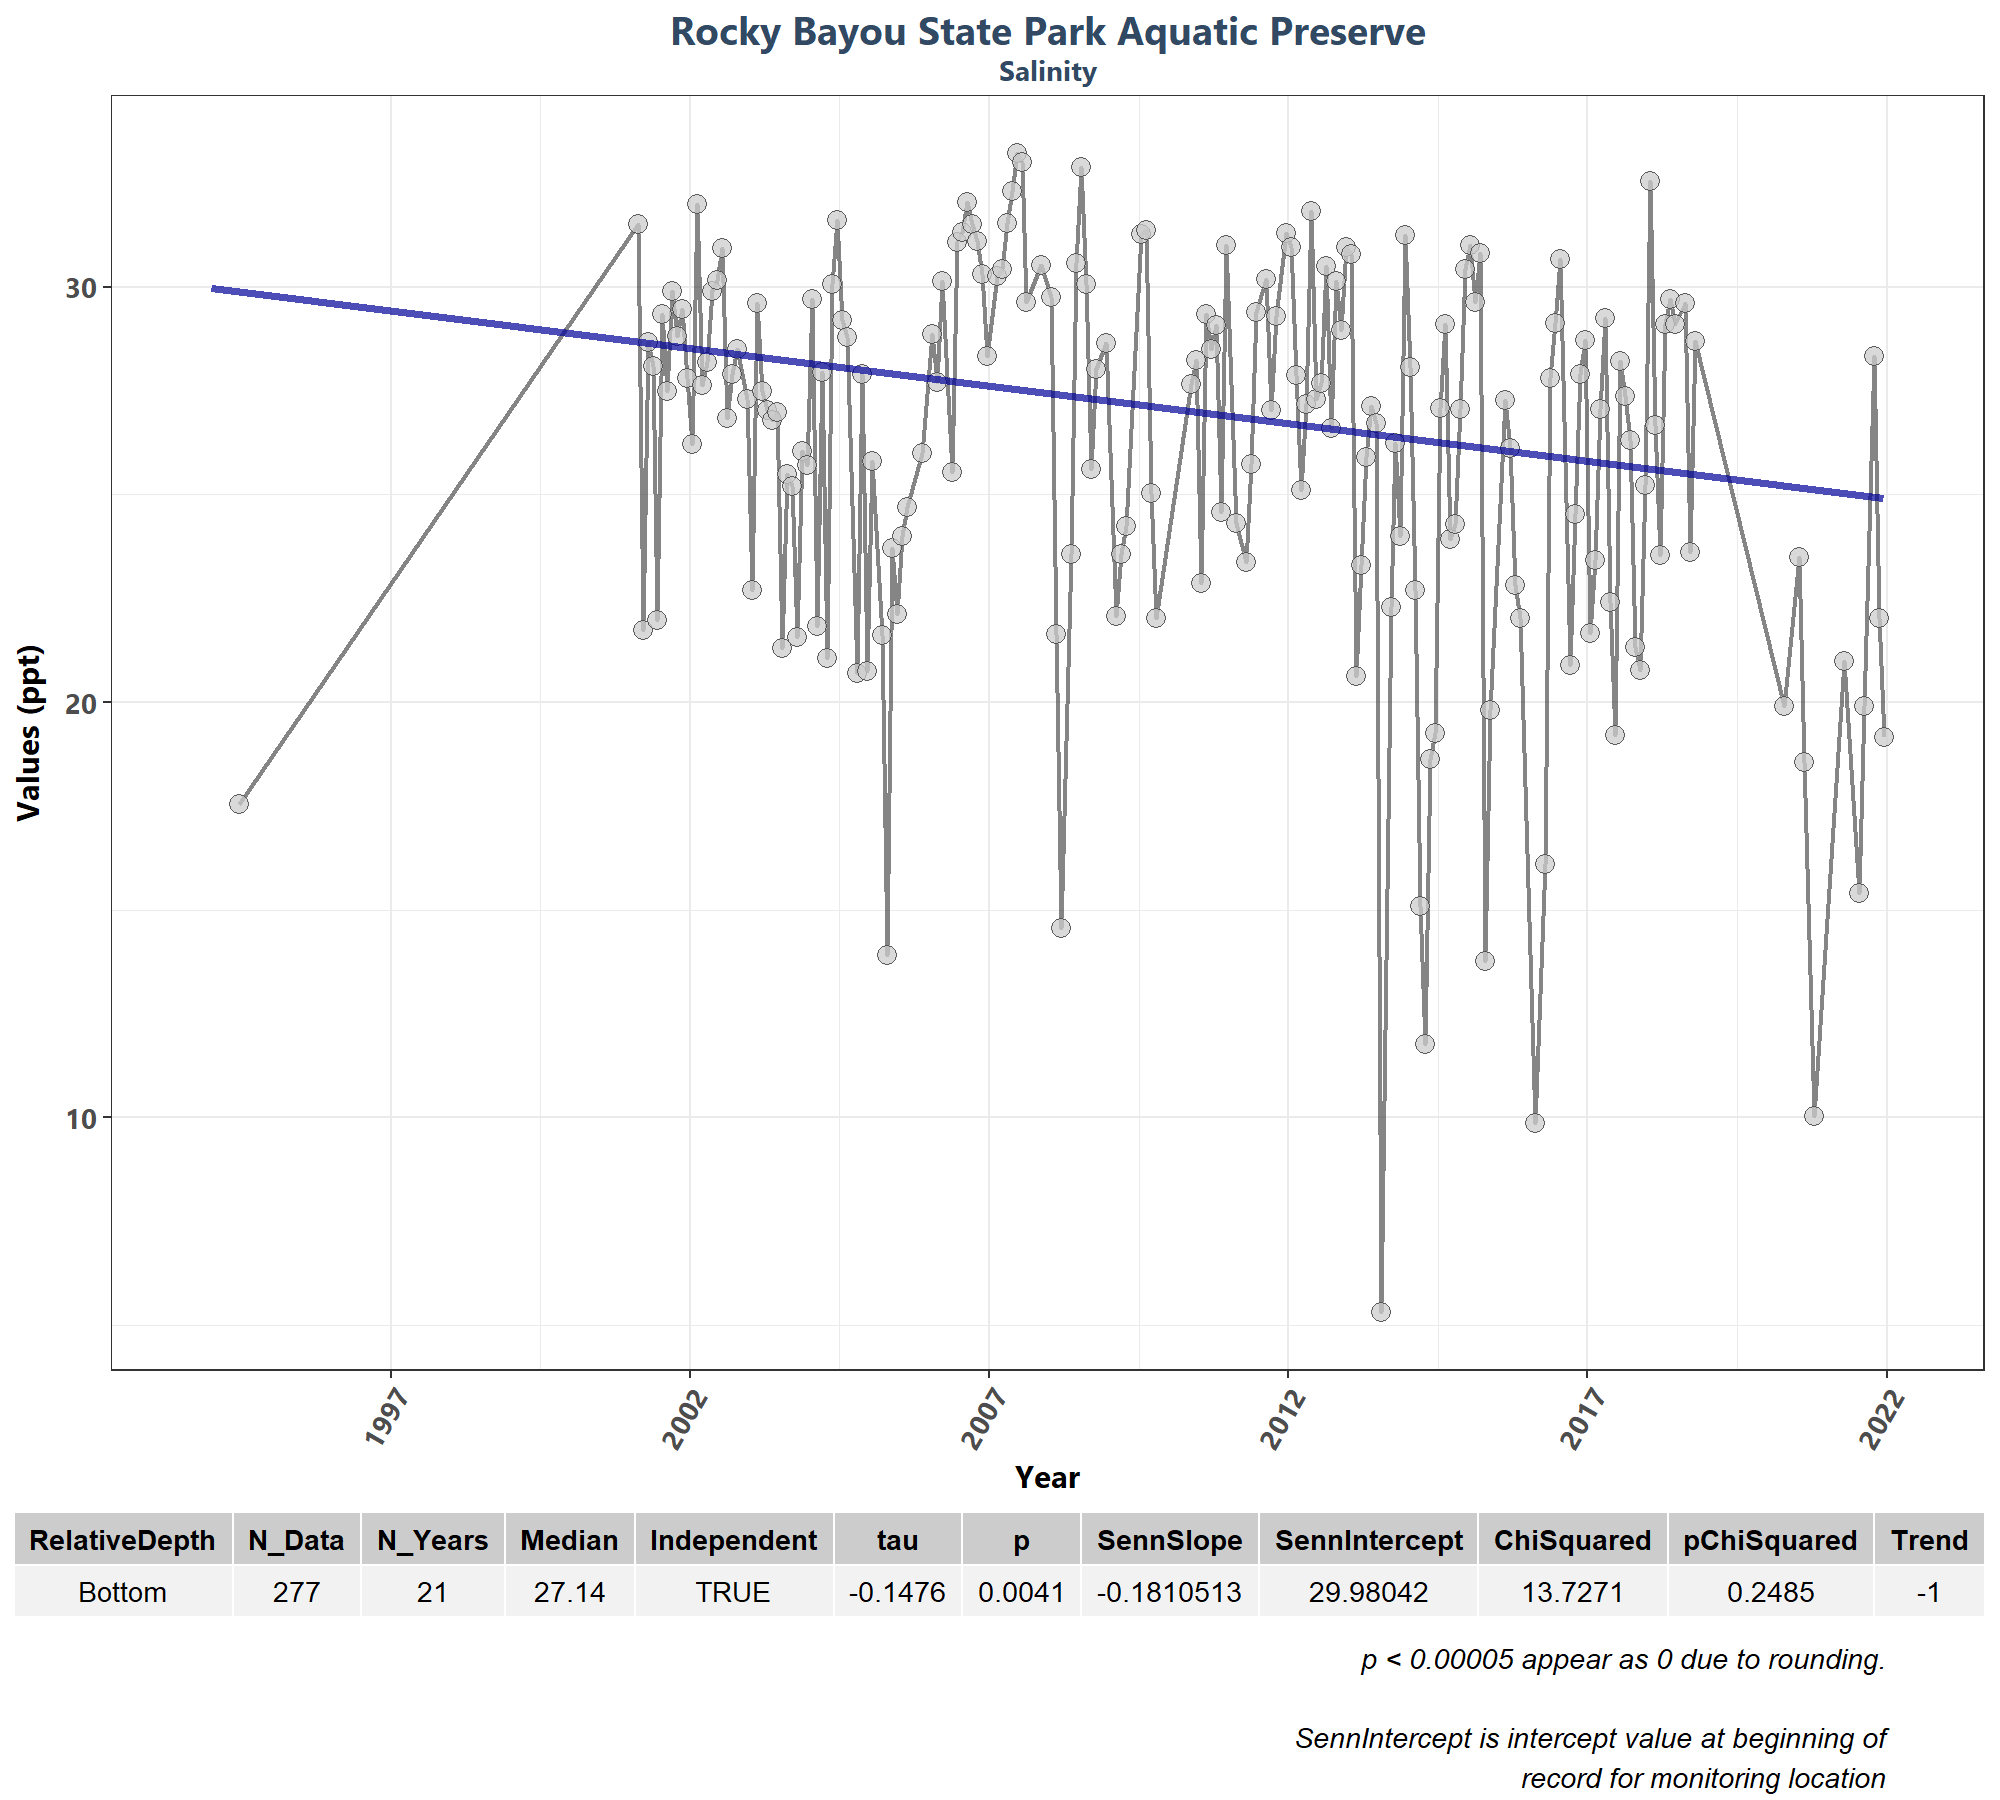 Rocky Bayou State Park Aquatic Preserve
Salinity
Values (ppt)
30
20
10
1997 2002 2007 2012 2017 2022
Year
RelativeDepth N_Data N_Years Median Independent tau p SennSlope SennIntercept ChiSquared pChiSquared Trend
Bottom 277 21 27.14 TRUE -0.1476 0.0041 -0.1810513 29.98042 13.7271 0.2485 -1
p < 0.00005 appear as 0 due to rounding.
SennIntercept is intercept value at beginning of
record for monitoring location